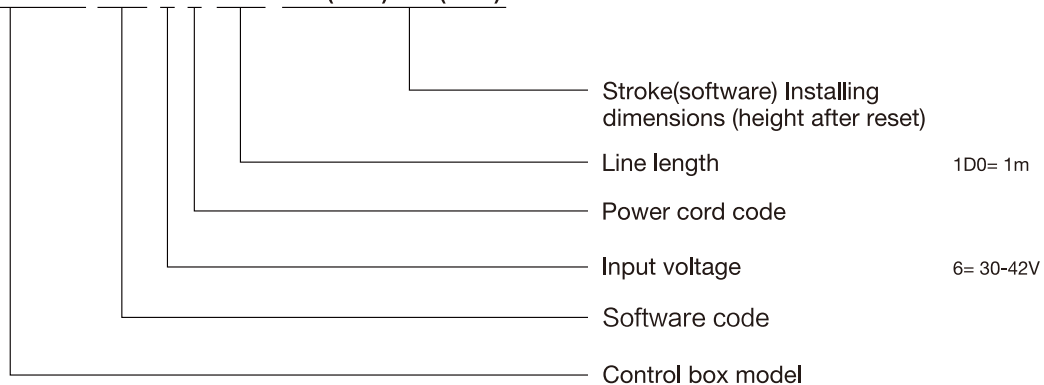 Stroke(software) Installing
dimensions (height after reset)
Line length 1D0= 1m
Power cord code
Input voltage 6= 30-42V
Software code
Control box model